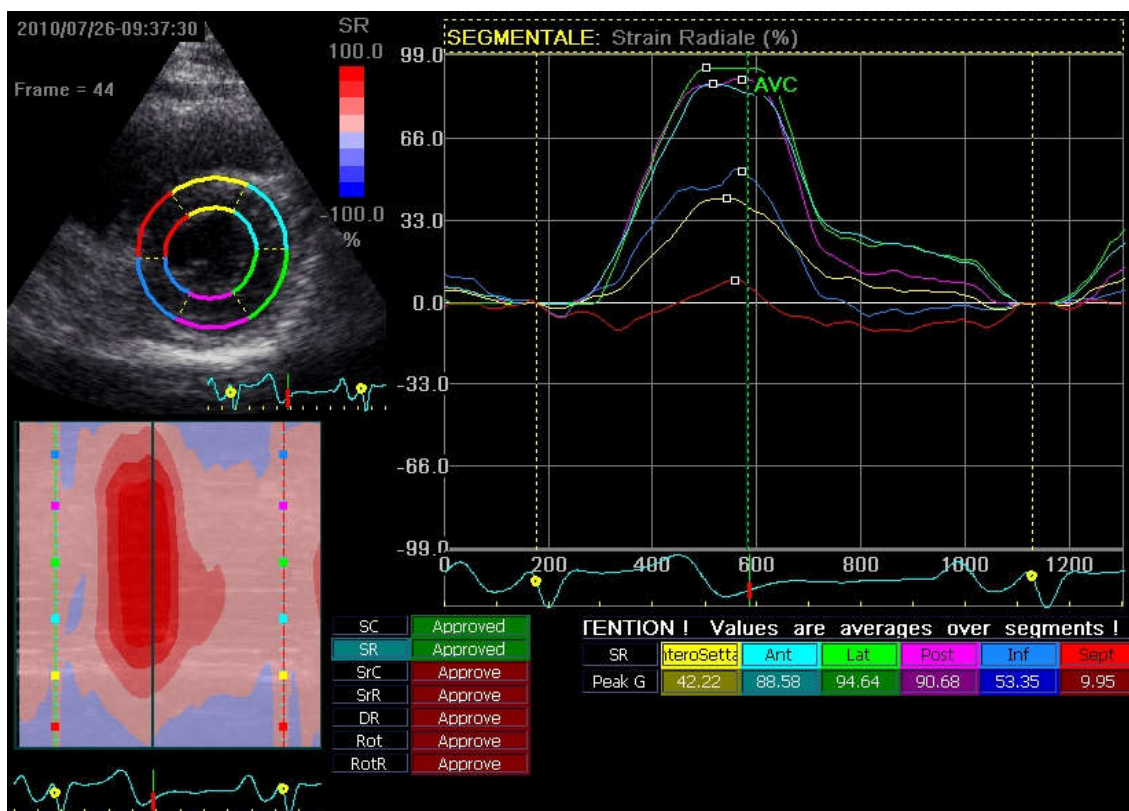 2010/07/26-09:37:30
Frame = 44
SR
100.0
-100.0
%
SEGMENTALE: Strain Radiale (%)
99.0
66.0
33.0
0.0
-33.0
-66.0
-99.0
AVC
0 200 400 600 800 1000 1200
SC Approved
SR Approved
SrC Approve
SrR Approve
DR Approve
Rot Approve
RotR Approve
TENTION ! Values are averages over segments !
SR nteroSetta Ant Lat Post Inf Sept
Peak G 42.22 88.58 94.64 90.68 53.35 9.95